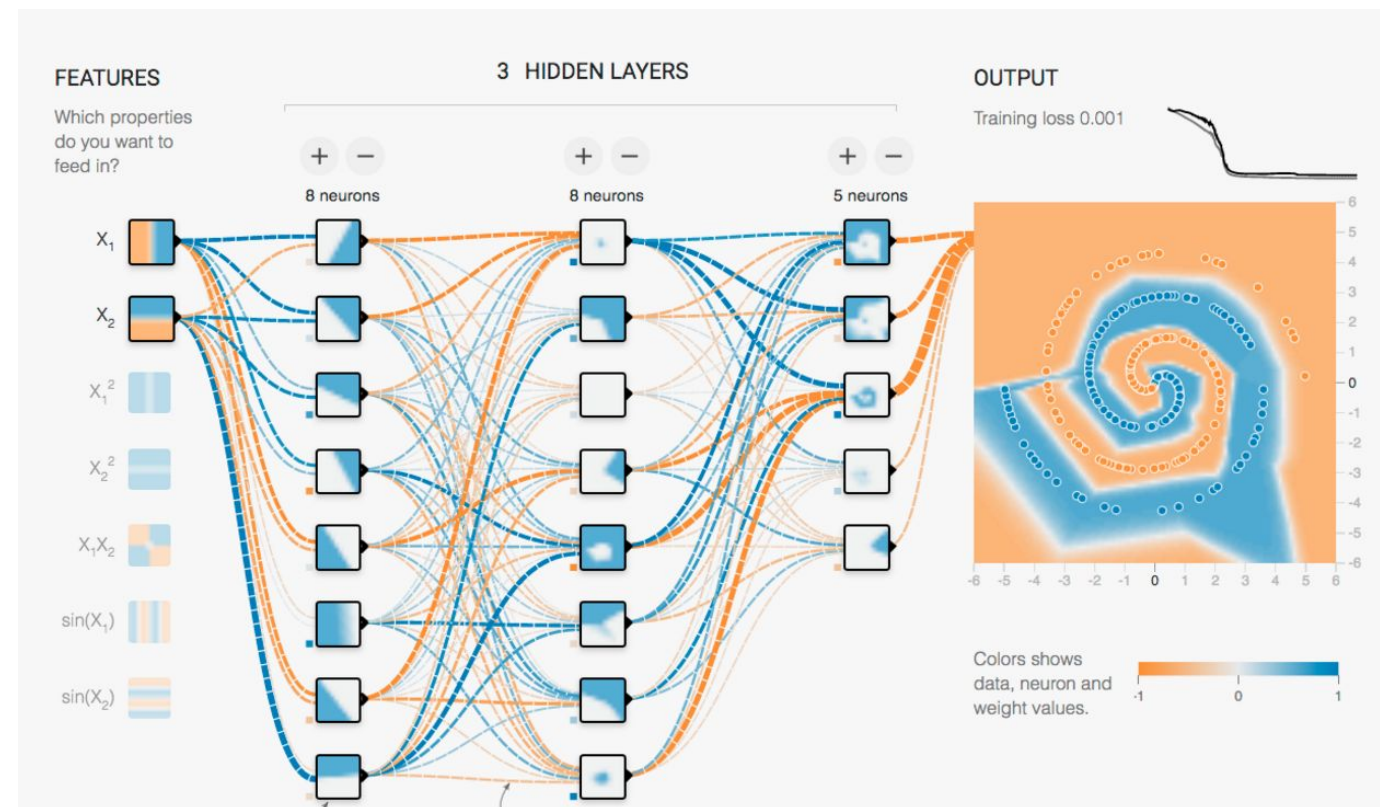 FEATURES
Which properties
do you want to
feed in?
X₁
X₂
X₁²
X₂²
X₁X₂
sin(X₁)
sin(X₂)
3 HIDDEN LAYERS
+ −
8 neurons
+ −
8 neurons
+ −
5 neurons
OUTPUT
Training loss 0.001
6
5
4
3
2
1
0
-1
-2
-3
-4
-5
-6
-6 -5 -4 -3 -2 -1 0 1 2 3 4 5 6
Colors shows
data, neuron and
weight values.
-1 0 1